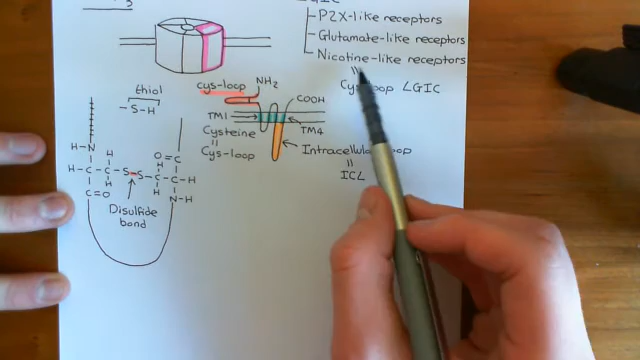 P2X-like receptors
Glutamate-like receptors
Nicotine-like receptors
Cys-loop LGIC
thiol
-S-H
cys-loop
NH2
COOH
TM1
TM4
Cysteine
Cys-loop
Intracellular loop
ICL
H-N
O=C
H
H
H-C-C-S-S-C-C-H
H
H
C=O
N-H
Disulfide
bond